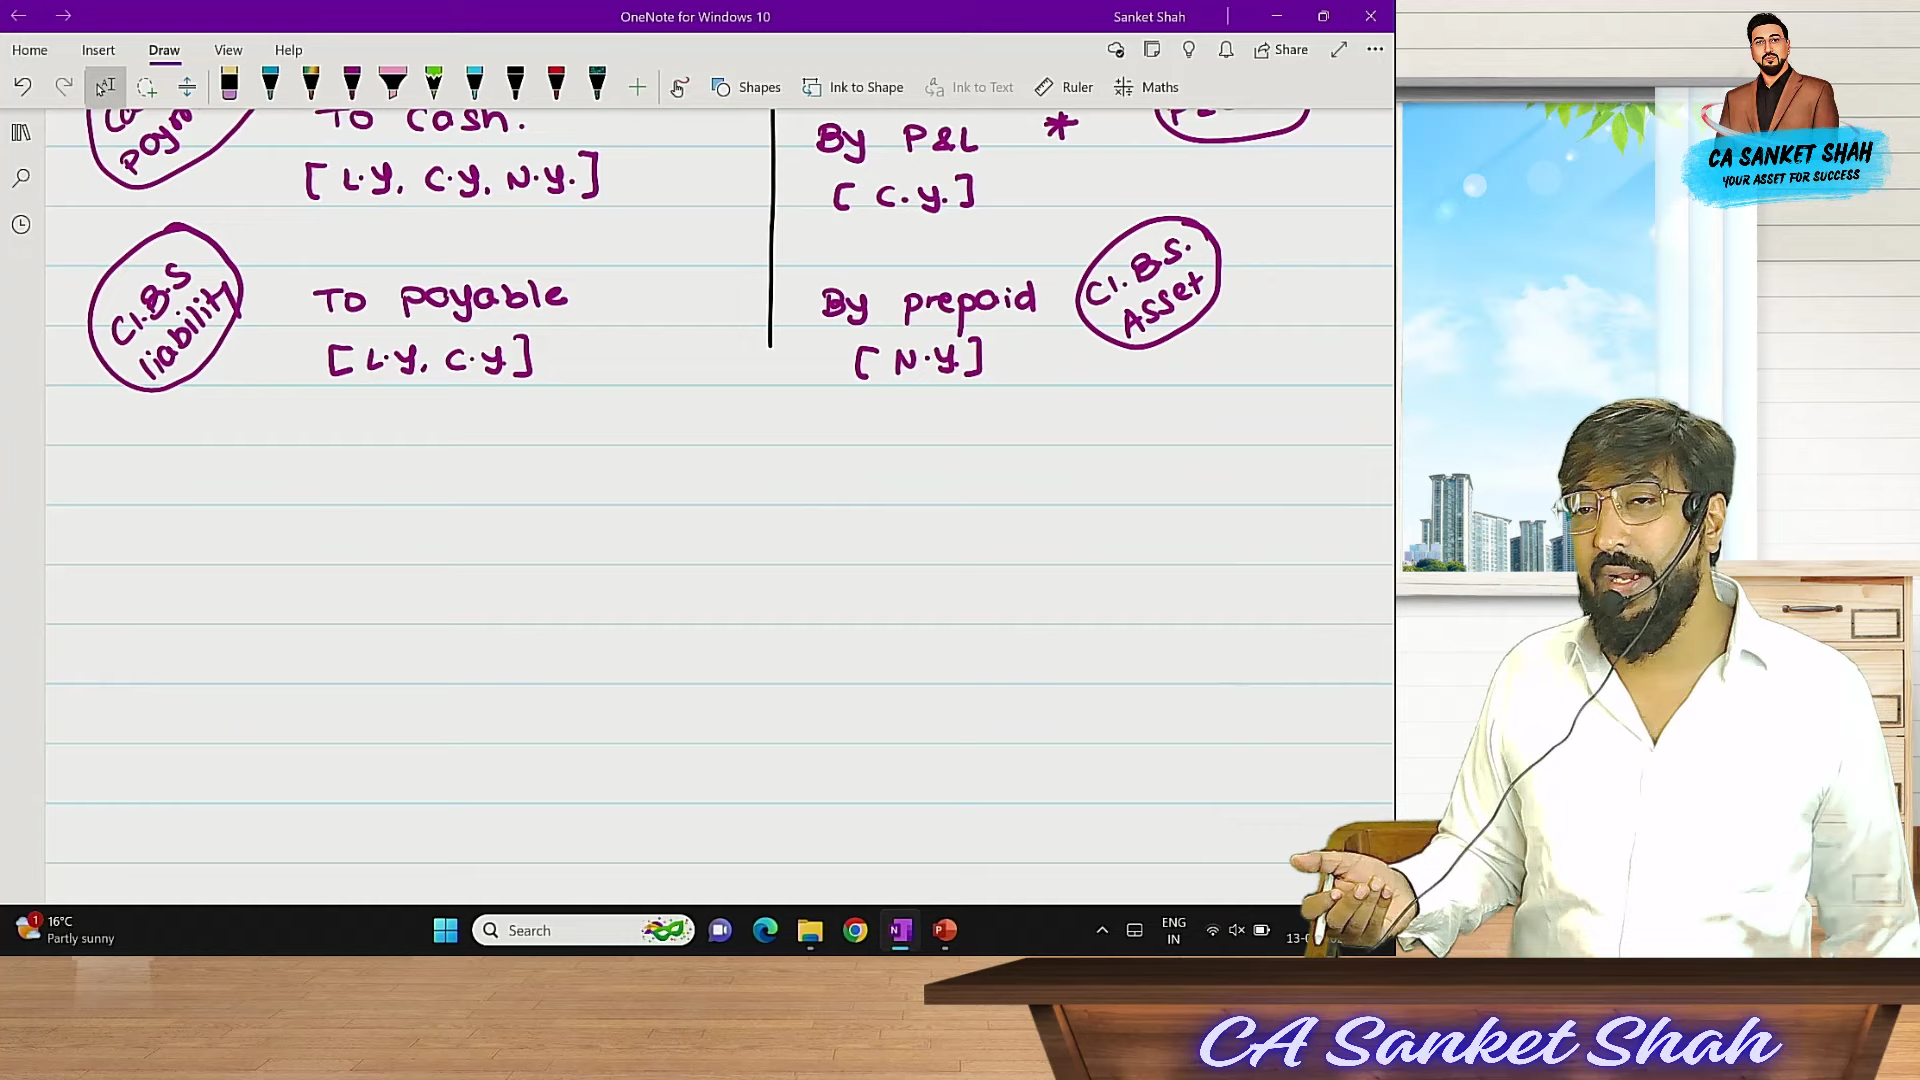 OneNote for Windows 10
Sanket Shah
Home Insert Draw View Help
Share
Shapes Ink to Shape Ink to Text Ruler Maths
To Cash.
[ L.Y, C.Y, N.Y. ]
By P&L *
[ C.Y. ]
Cl.B.S
liability
To payable
[ L.Y, C.Y. ]
By prepaid
[ N.Y. ]
Cl.B.S.
Asset
CA SANKET SHAH
YOUR ASSET FOR SUCCESS
1
16°C
Partly sunny
Search
ENG
IN
CA Sanket Shah